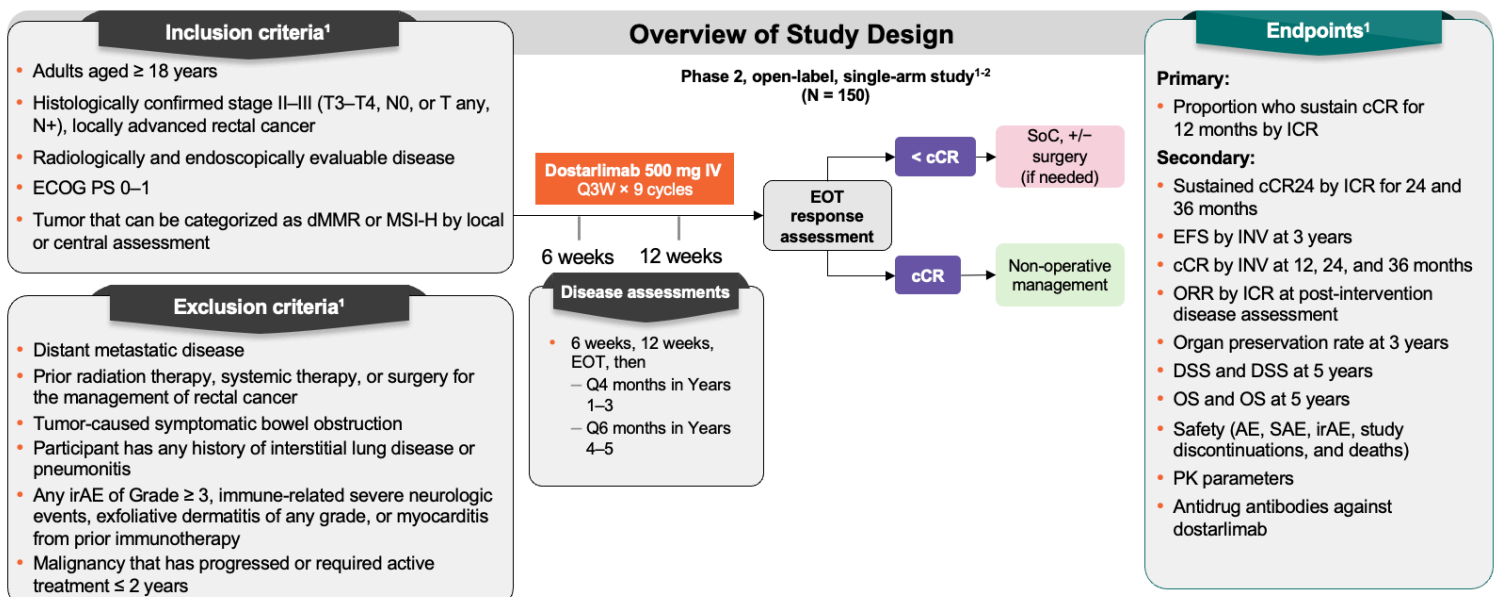 Overview of Study Design
Inclusion criteria¹
• Adults aged ≥ 18 years
• Histologically confirmed stage II–III (T3–T4, N0, or T any,
N+), locally advanced rectal cancer
• Radiologically and endoscopically evaluable disease
• ECOG PS 0–1
• Tumor that can be categorized as dMMR or MSI-H by local
or central assessment
Exclusion criteria¹
• Distant metastatic disease
• Prior radiation therapy, systemic therapy, or surgery for
the management of rectal cancer
• Tumor-caused symptomatic bowel obstruction
• Participant has any history of interstitial lung disease or
pneumonitis
• Any irAE of Grade ≥ 3, immune-related severe neurologic
events, exfoliative dermatitis of any grade, or myocarditis
from prior immunotherapy
• Malignancy that has progressed or required active
treatment ≤ 2 years
Phase 2, open-label, single-arm study¹⁻²
(N = 150)
Dostarlimab 500 mg IV
Q3W × 9 cycles
6 weeks
12 weeks
Disease assessments
• 6 weeks, 12 weeks,
EOT, then
– Q4 months in Years
1–3
– Q6 months in Years
4–5
EOT
response
assessment
< cCR
SoC, +/−
surgery
(if needed)
cCR
Non-operative
management
Endpoints¹
Primary:
• Proportion who sustain cCR for
12 months by ICR
Secondary:
• Sustained cCR24 by ICR for 24 and
36 months
• EFS by INV at 3 years
• cCR by INV at 12, 24, and 36 months
• ORR by ICR at post-intervention
disease assessment
• Organ preservation rate at 3 years
• DSS and DSS at 5 years
• OS and OS at 5 years
• Safety (AE, SAE, irAE, study
discontinuations, and deaths)
• PK parameters
• Antidrug antibodies against
dostarlimab